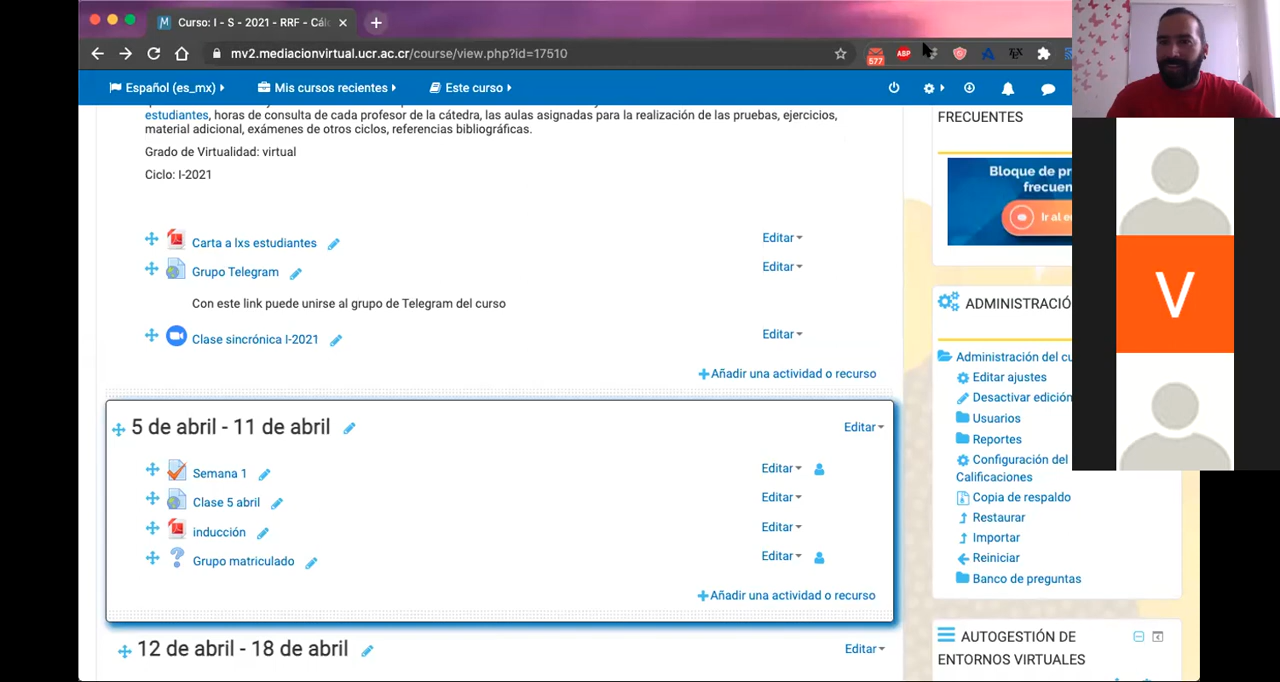 Curso: I - S - 2021 - RRF - Cálc
mv2.mediacionvirtual.ucr.ac.cr/course/view.php?id=17510
577
ABP
TEX
Español (es_mx)
Mis cursos recientes
Este curso
estudiantes, horas de consulta de cada profesor de la cátedra, las aulas asignadas para la realización de las pruebas, ejercicios,
material adicional, exámenes de otros ciclos, referencias bibliográficas.
Grado de Virtualidad: virtual
Ciclo: I-2021
Carta a lxs estudiantes
Editar
Grupo Telegram
Editar
Con este link puede unirse al grupo de Telegram del curso
Clase sincrónica I-2021
Editar
Añadir una actividad o recurso
5 de abril - 11 de abril
Editar
Semana 1
Editar
Clase 5 abril
Editar
inducción
Editar
Grupo matriculado
Editar
Añadir una actividad o recurso
12 de abril - 18 de abril
Editar
FRECUENTES
Bloque de pr
frecuen
Ir al e
ADMINISTRACIÓ
Administración del cu
Editar ajustes
Desactivar edición
Usuarios
Reportes
Configuración del
Calificaciones
Copia de respaldo
Restaurar
Importar
Reiniciar
Banco de preguntas
AUTOGESTIÓN DE
ENTORNOS VIRTUALES
V